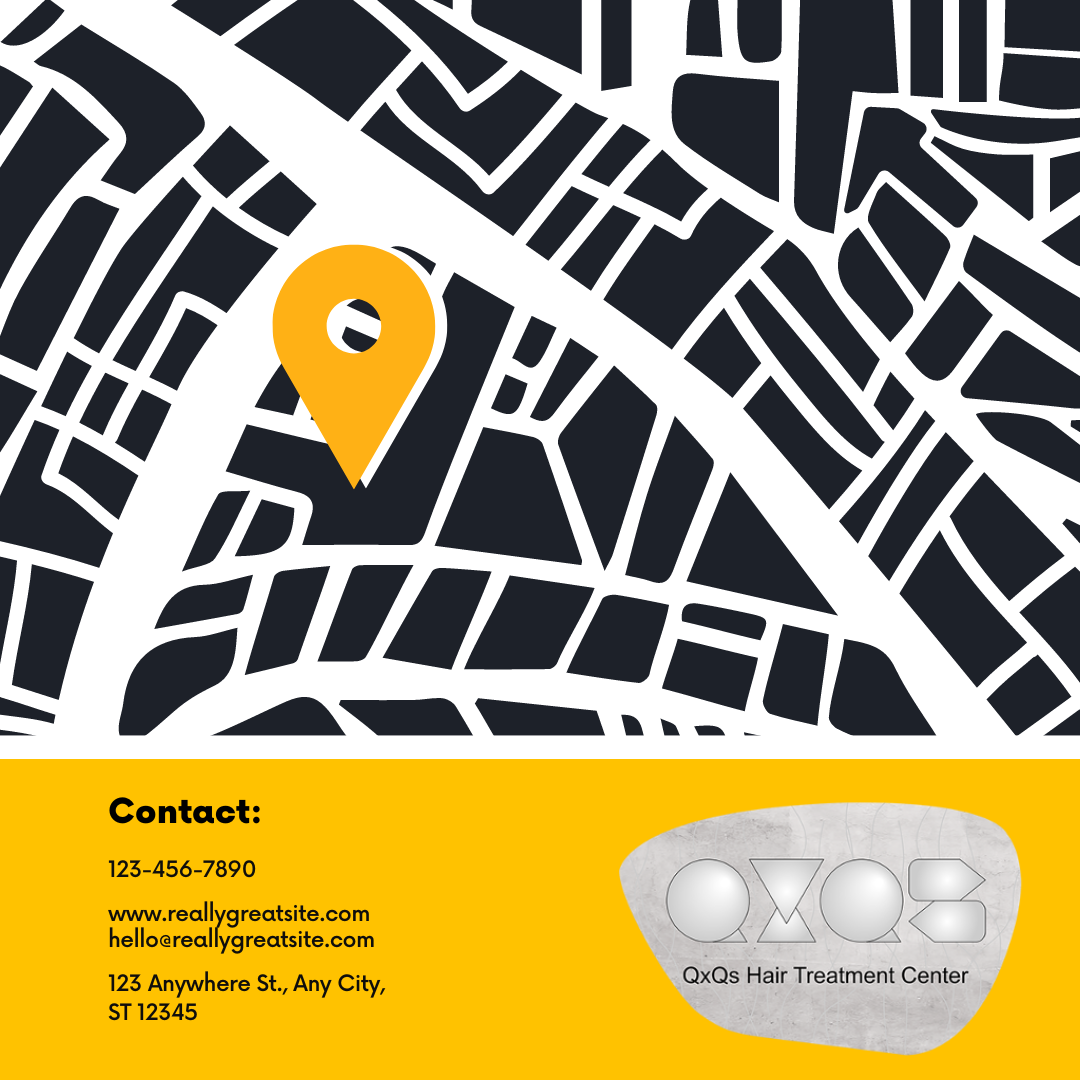 Contact:
123-456-7890
www.reallygreatsite.com
hello@reallygreatsite.com
123 Anywhere St., Any City,
ST 12345
QXQS
QxQs Hair Treatment Center